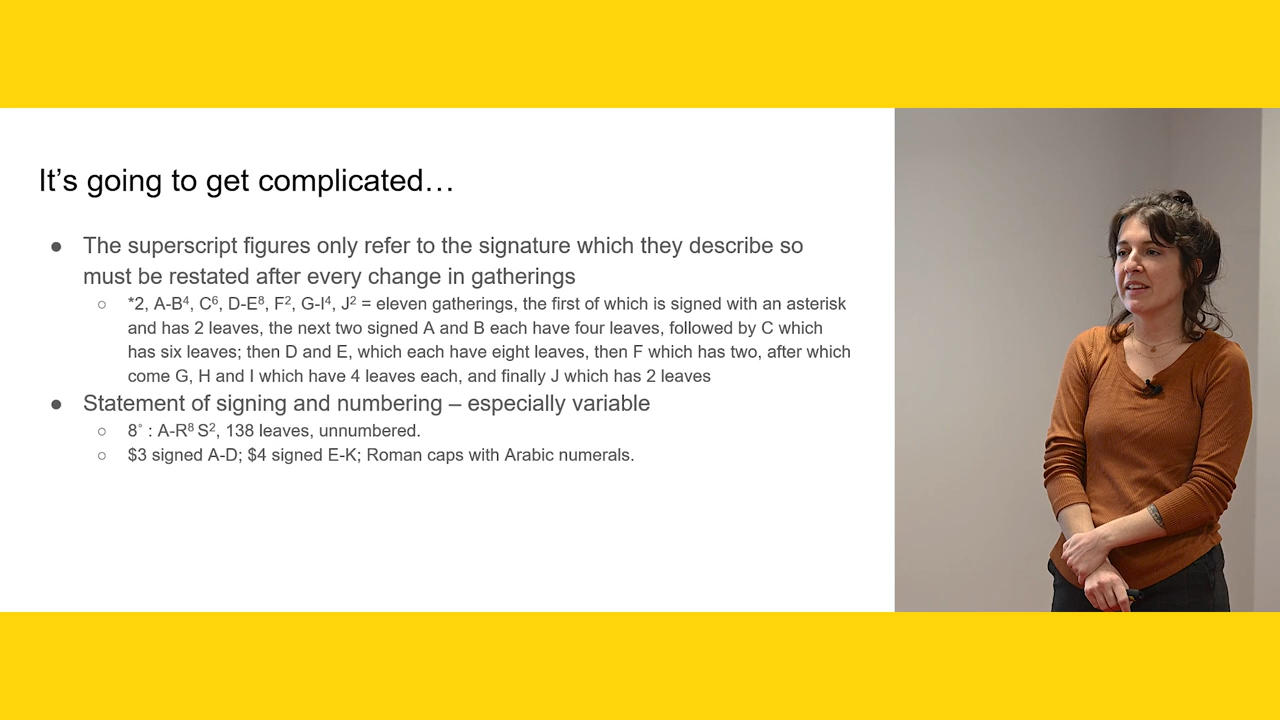 It’s going to get complicated…
● The superscript figures only refer to the signature which they describe so
must be restated after every change in gatherings
○ *2, A-B⁴, C⁶, D-E⁸, F², G-I⁴, J² = eleven gatherings, the first of which is signed with an asterisk
and has 2 leaves, the next two signed A and B each have four leaves, followed by C which
has six leaves; then D and E, which each have eight leaves, then F which has two, after which
come G, H and I which have 4 leaves each, and finally J which has 2 leaves
● Statement of signing and numbering – especially variable
○ 8° : A-R⁸ S², 138 leaves, unnumbered.
○ $3 signed A-D; $4 signed E-K; Roman caps with Arabic numerals.